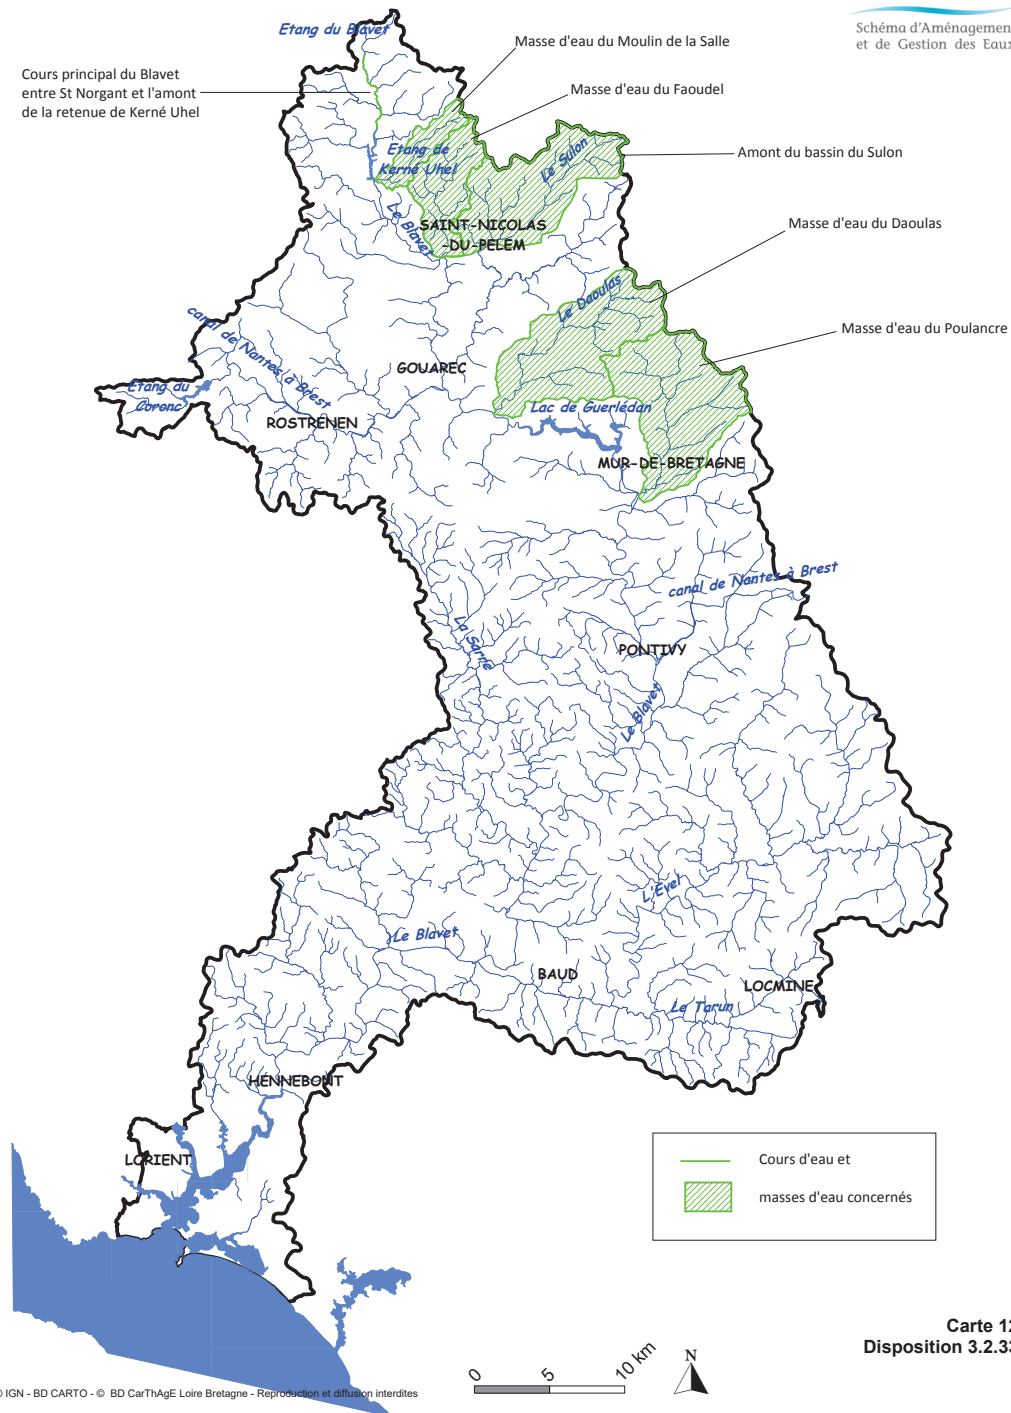 Schéma d'Aménagement
et de Gestion des Eaux
Etang du Blavet
Masse d'eau du Moulin de la Salle
Cours principal du Blavet
entre St Norgant et l'amont
de la retenue de Kerné Uhel
Masse d'eau du Faoudel
Etang de
Kerné Uhel
Le Sulon
Amont du bassin du Sulon
Le Blavet
SAINT-NICOLAS
-DU-PELEM
Masse d'eau du Daoulas
Le Daoulas
canal de Nantes à Brest
Masse d'eau du Poulancre
GOUAREC
Etang du
Coronc
Lac de Guerlédan
ROSTRENEN
MUR-DE-BRETAGNE
canal de Nantes à Brest
La Sarre
PONTIVY
Le Blavet
L'Evel
Le Blavet
BAUD
LOCMINE
Le Tarun
HENNEBONT
LORIENT
Cours d'eau et
masses d'eau concernés
Carte 12
Disposition 3.2.33
0 5 10 km
N
© IGN - BD CARTO - © BD CarThAgE Loire Bretagne - Reproduction et diffusion interdites